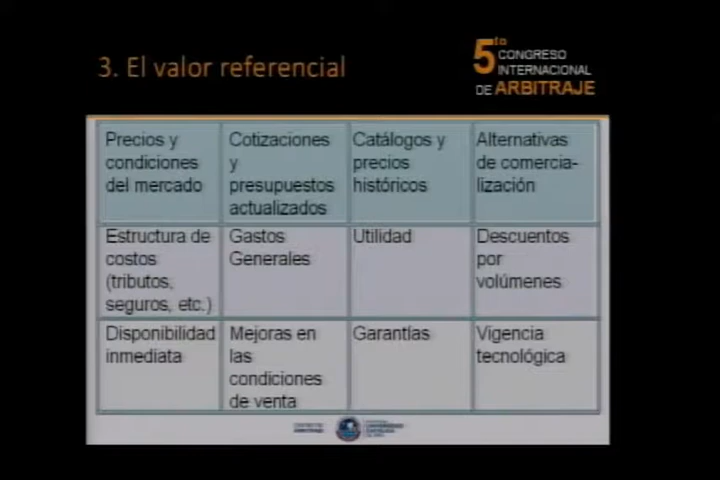 3. El valor referencial
5to
CONGRESO
INTERNACIONAL
DE ARBITRAJE
Precios y
condiciones
del mercado
Cotizaciones
y
presupuestos
actualizados
Catálogos y
precios
históricos
Alternativas
de comercia-
lización
Estructura de
costos
(tributos,
seguros, etc.)
Gastos
Generales
Utilidad
Descuentos
por
volúmenes
Disponibilidad
inmediata
Mejoras en
las
condiciones
de venta
Garantías
Vigencia
tecnológica